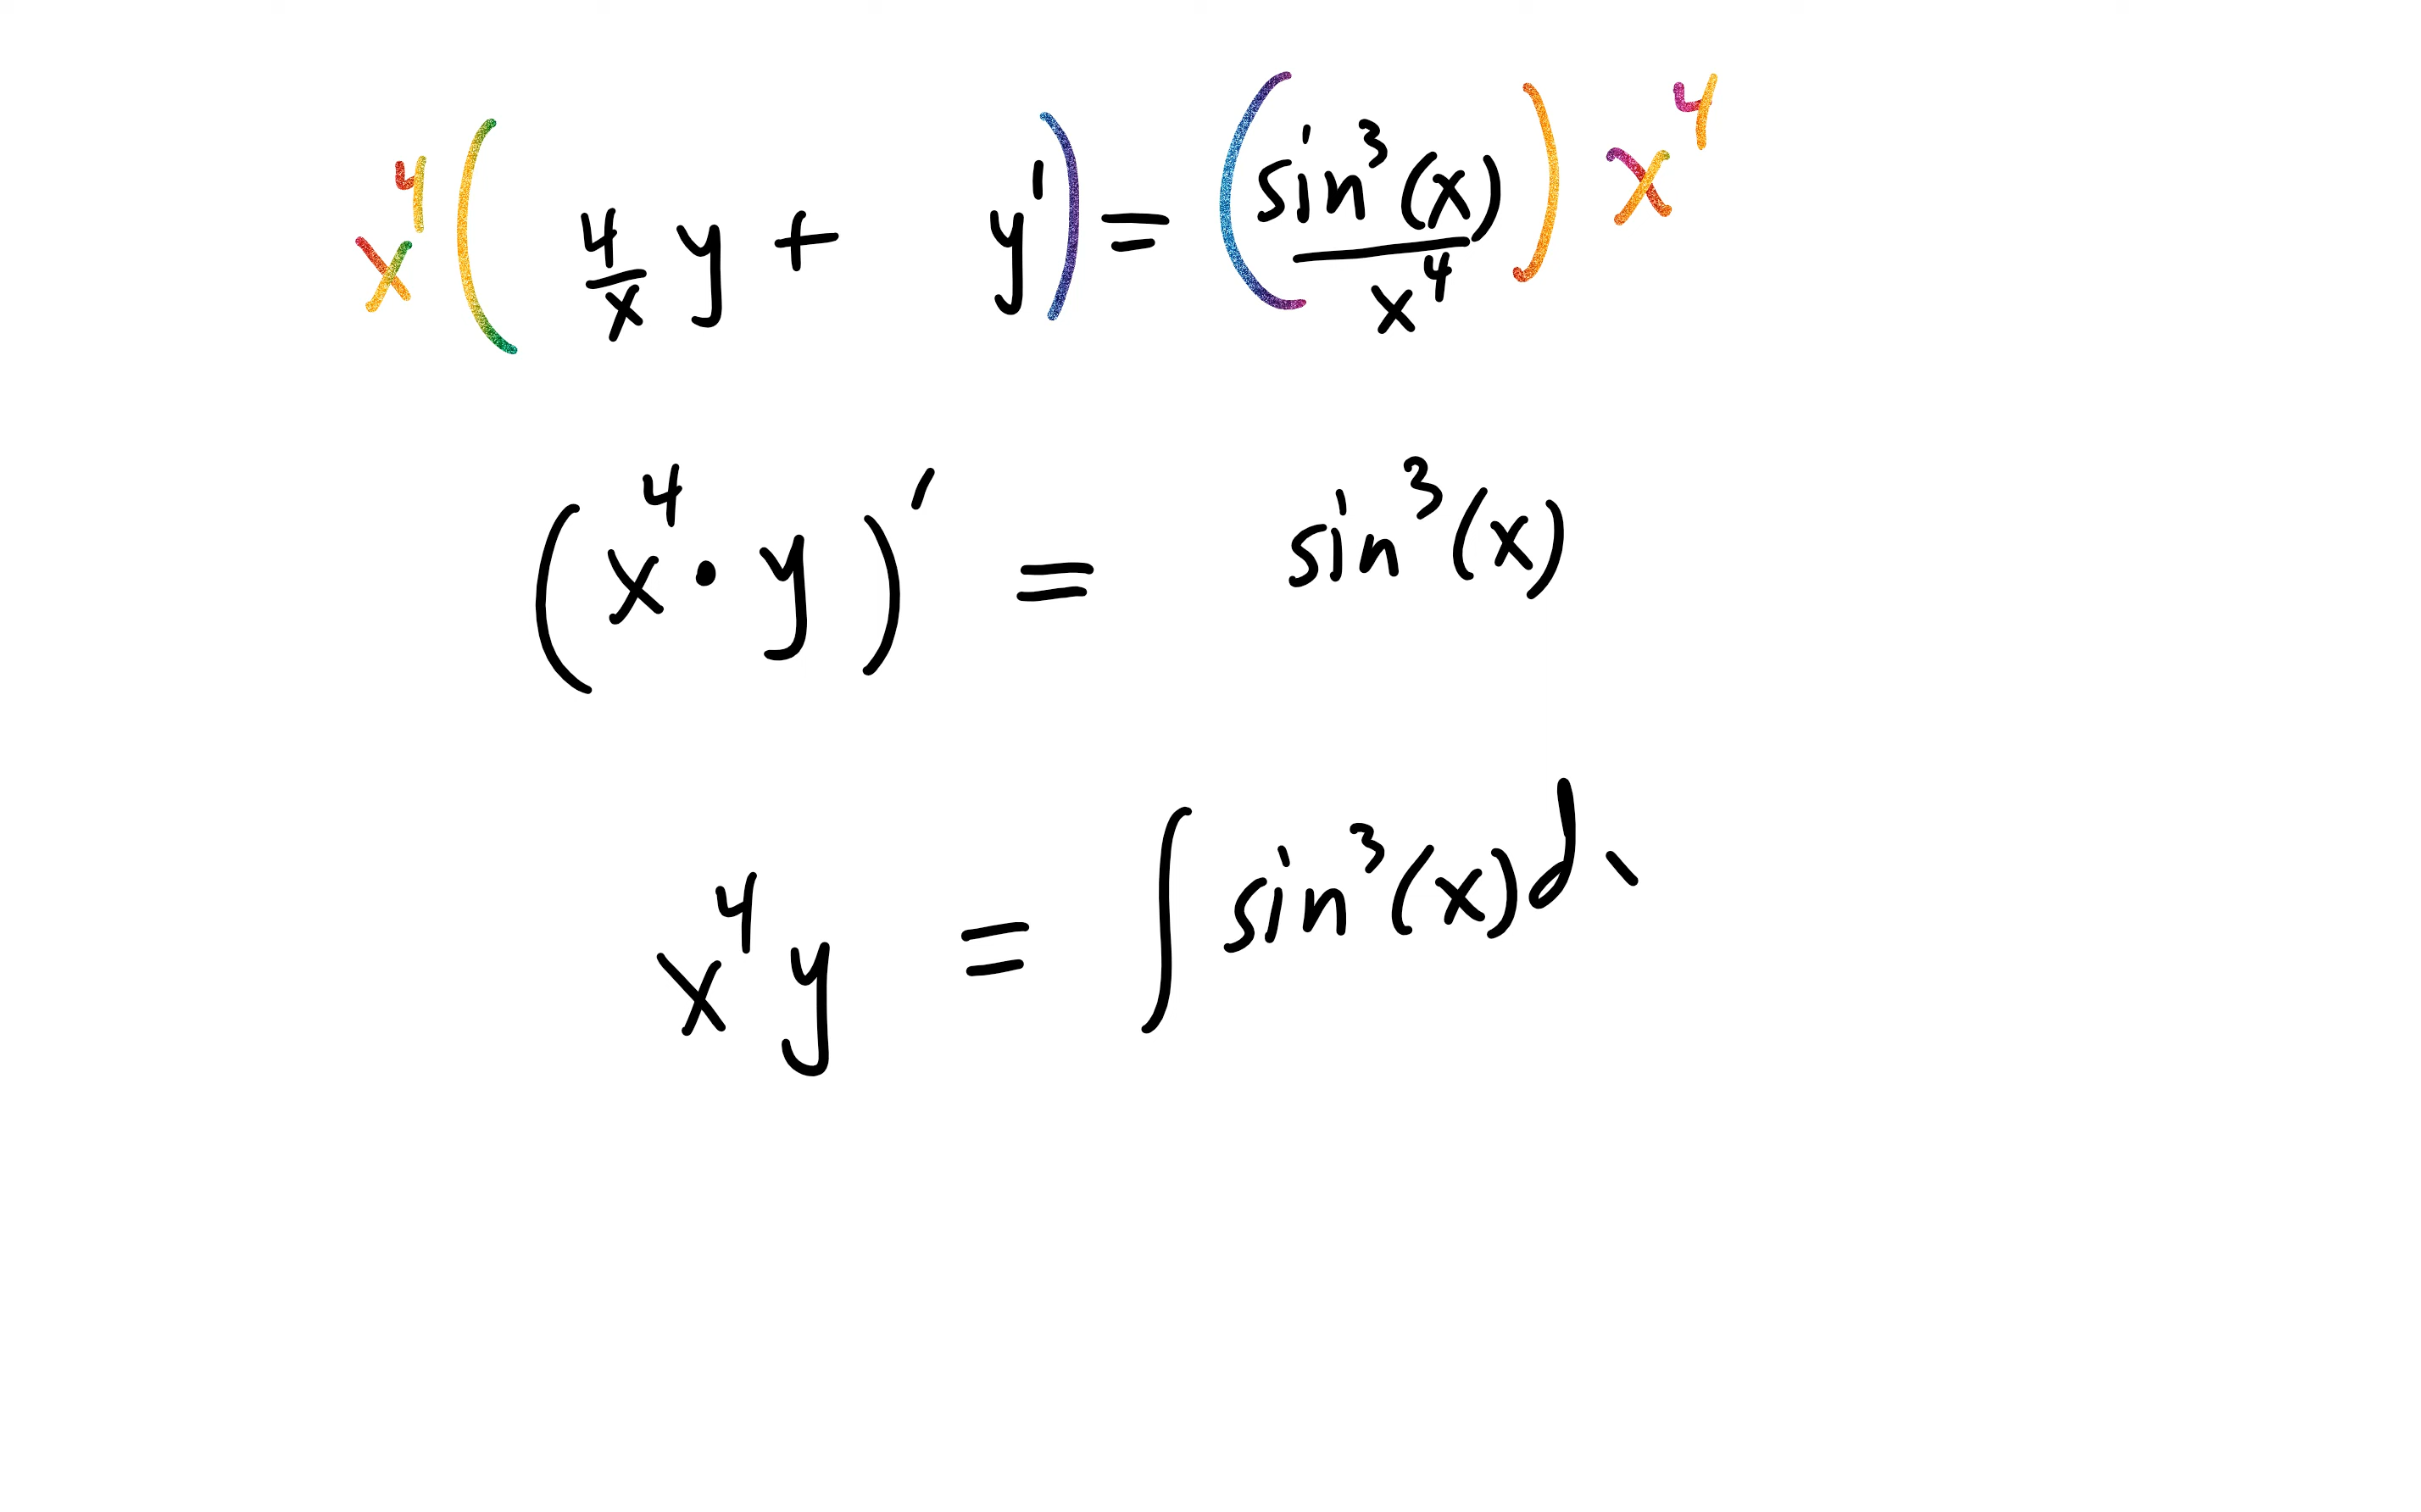 x⁴( 4/x y + y' ) = ( sin³(x)/x⁴ ) x⁴
(x⁴ · y)' = sin³(x)
x⁴y = ∫ sin³(x) d